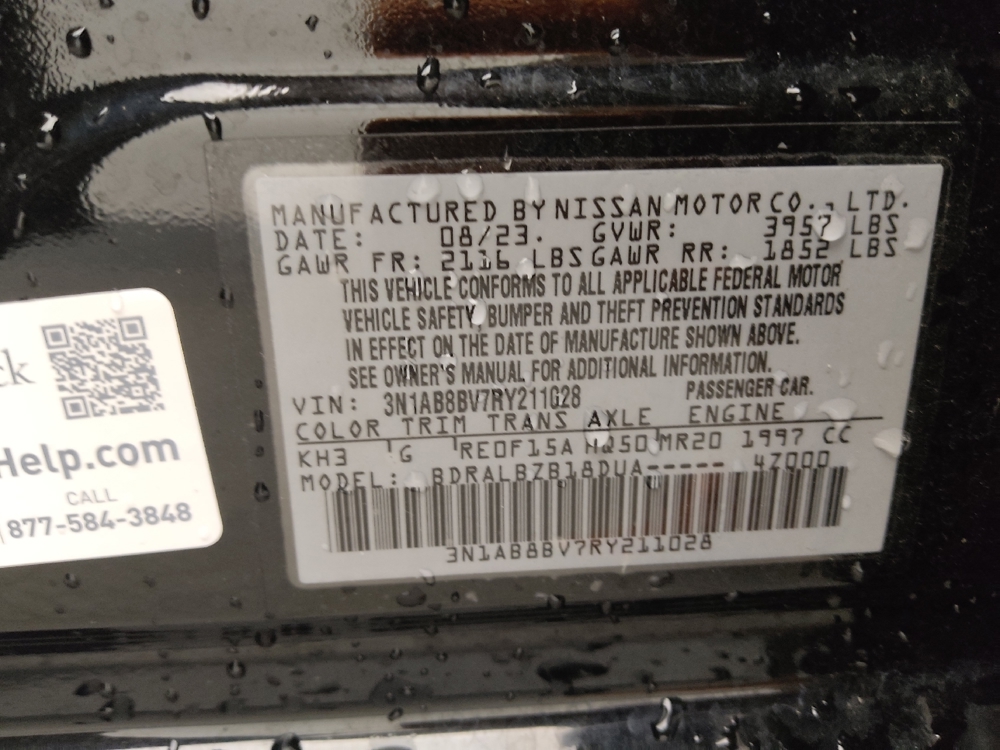 MANUFACTURED BY NISSAN MOTOR CO., LTD.
DATE: 08/23. GVWR: 3957 LBS
GAWR FR: 2116 LBS GAWR RR: 1852 LBS
THIS VEHICLE CONFORMS TO ALL APPLICABLE FEDERAL MOTOR
VEHICLE SAFETY, BUMPER AND THEFT PREVENTION STANDARDS
IN EFFECT ON THE DATE OF MANUFACTURE SHOWN ABOVE.
SEE OWNER'S MANUAL FOR ADDITIONAL INFORMATION.
VIN: 3N1AB8BV7RY211028 PASSENGER CAR.
COLOR TRIM TRANS AXLE ENGINE
KH3 G RE0F15A HQ50 MR20 1997 CC
MODEL: BDRALBZB18DUA----- 4Z000
3N1AB8BV7RY211028
ck
Help.com
CALL
877-584-3848